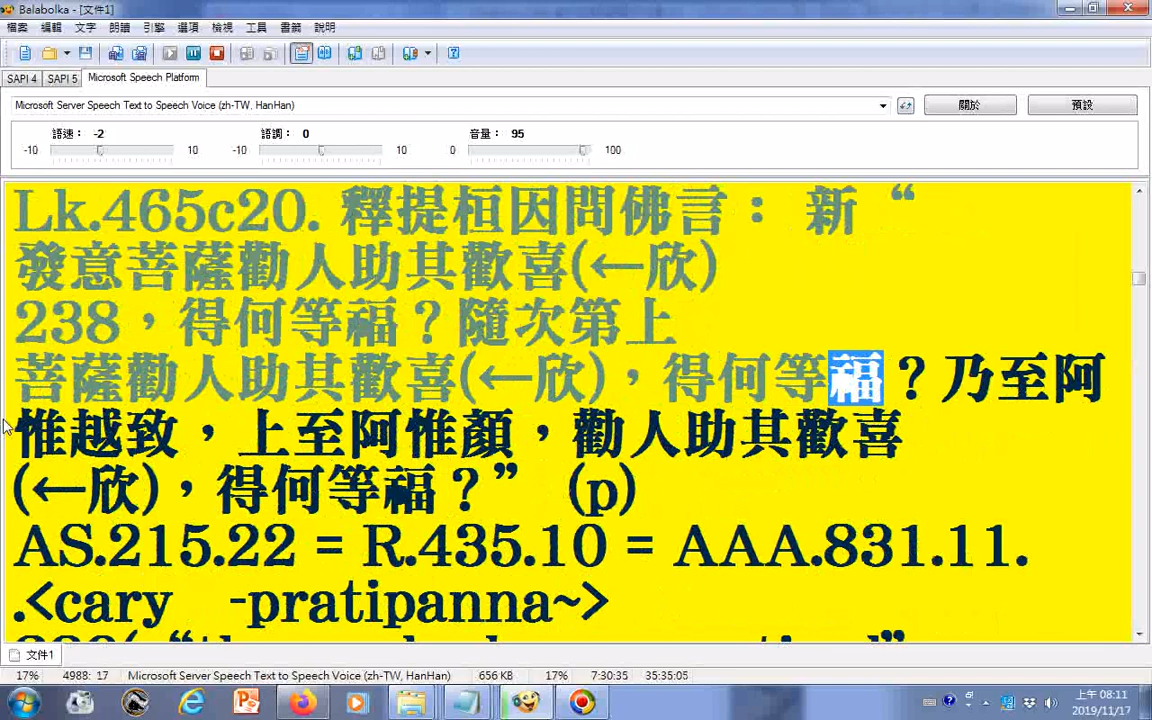 Balabolka - [文件1]
檔案 編輯 文字 朗讀 引擎 選項 檢視 工具 書籤 說明
SAPI 4 SAPI 5 Microsoft Speech Platform
Microsoft Server Speech Text to Speech Voice (zh-TW, HanHan) 關於 預設
語速： -2 語調： 0 音量： 95
-10 10 -10 10 0 100
Lk.465c20. 釋提桓因問佛言： 新“
發意菩薩勸人助其歡喜(←欣)
238，得何等福？隨次第上
菩薩勸人助其歡喜(←欣)，得何等福？乃至阿
惟越致，上至阿惟顏，勸人助其歡喜
(←欣)，得何等福？” (p)
AS.215.22 = R.435.10 = AAA.831.11.
.<cary -pratipanna~>
文件1
17% 4988: 17 Microsoft Server Speech Text to Speech Voice (zh-TW, HanHan) 656 KB 17% 7:30:35 35:35:05
上午 08:11
2019/11/17